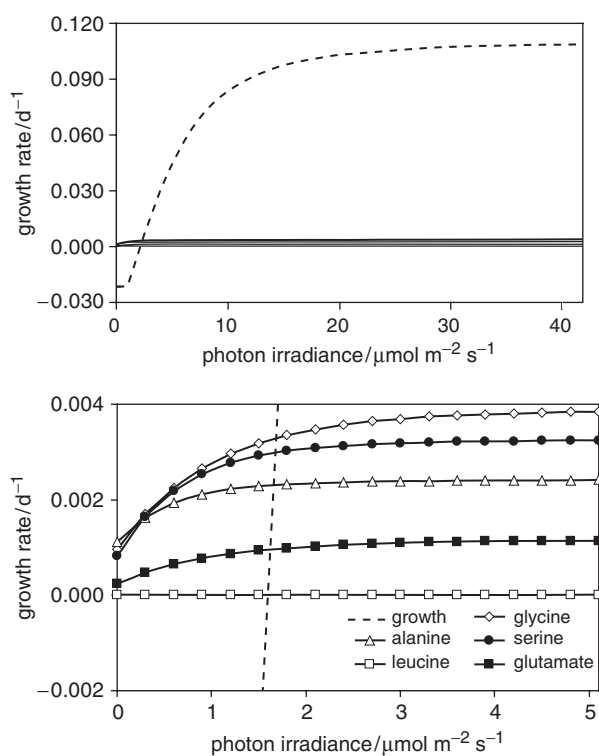 0.120
0.090
0.060
0.030
0.000
−0.030
growth rate/d⁻¹
0 10 20 30 40
photon irradiance/μmol m⁻² s⁻¹
0.004
0.002
0.000
−0.002
growth rate/d⁻¹
growth glycine
alanine serine
leucine glutamate
0 1 2 3 4 5
photon irradiance/μmol m⁻² s⁻¹